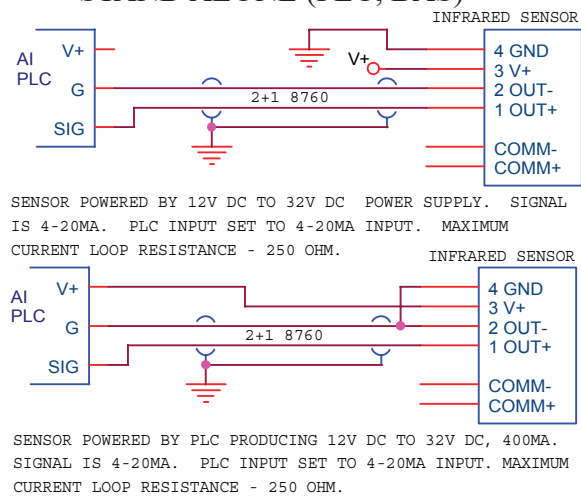 STAND ALONE (PLC, BAS)
INFRARED SENSOR
AI
PLC
V+
G
SIG
V+
2+1 8760
4 GND
3 V+
2 OUT-
1 OUT+
COMM-
COMM+
SENSOR POWERED BY 12V DC TO 32V DC POWER SUPPLY. SIGNAL
IS 4-20MA. PLC INPUT SET TO 4-20MA INPUT. MAXIMUM
CURRENT LOOP RESISTANCE - 250 OHM.
INFRARED SENSOR
AI
PLC
V+
G
SIG
2+1 8760
4 GND
3 V+
2 OUT-
1 OUT+
COMM-
COMM+
SENSOR POWERED BY PLC PRODUCING 12V DC TO 32V DC, 400MA.
SIGNAL IS 4-20MA. PLC INPUT SET TO 4-20MA INPUT. MAXIMUM
CURRENT LOOP RESISTANCE - 250 OHM.